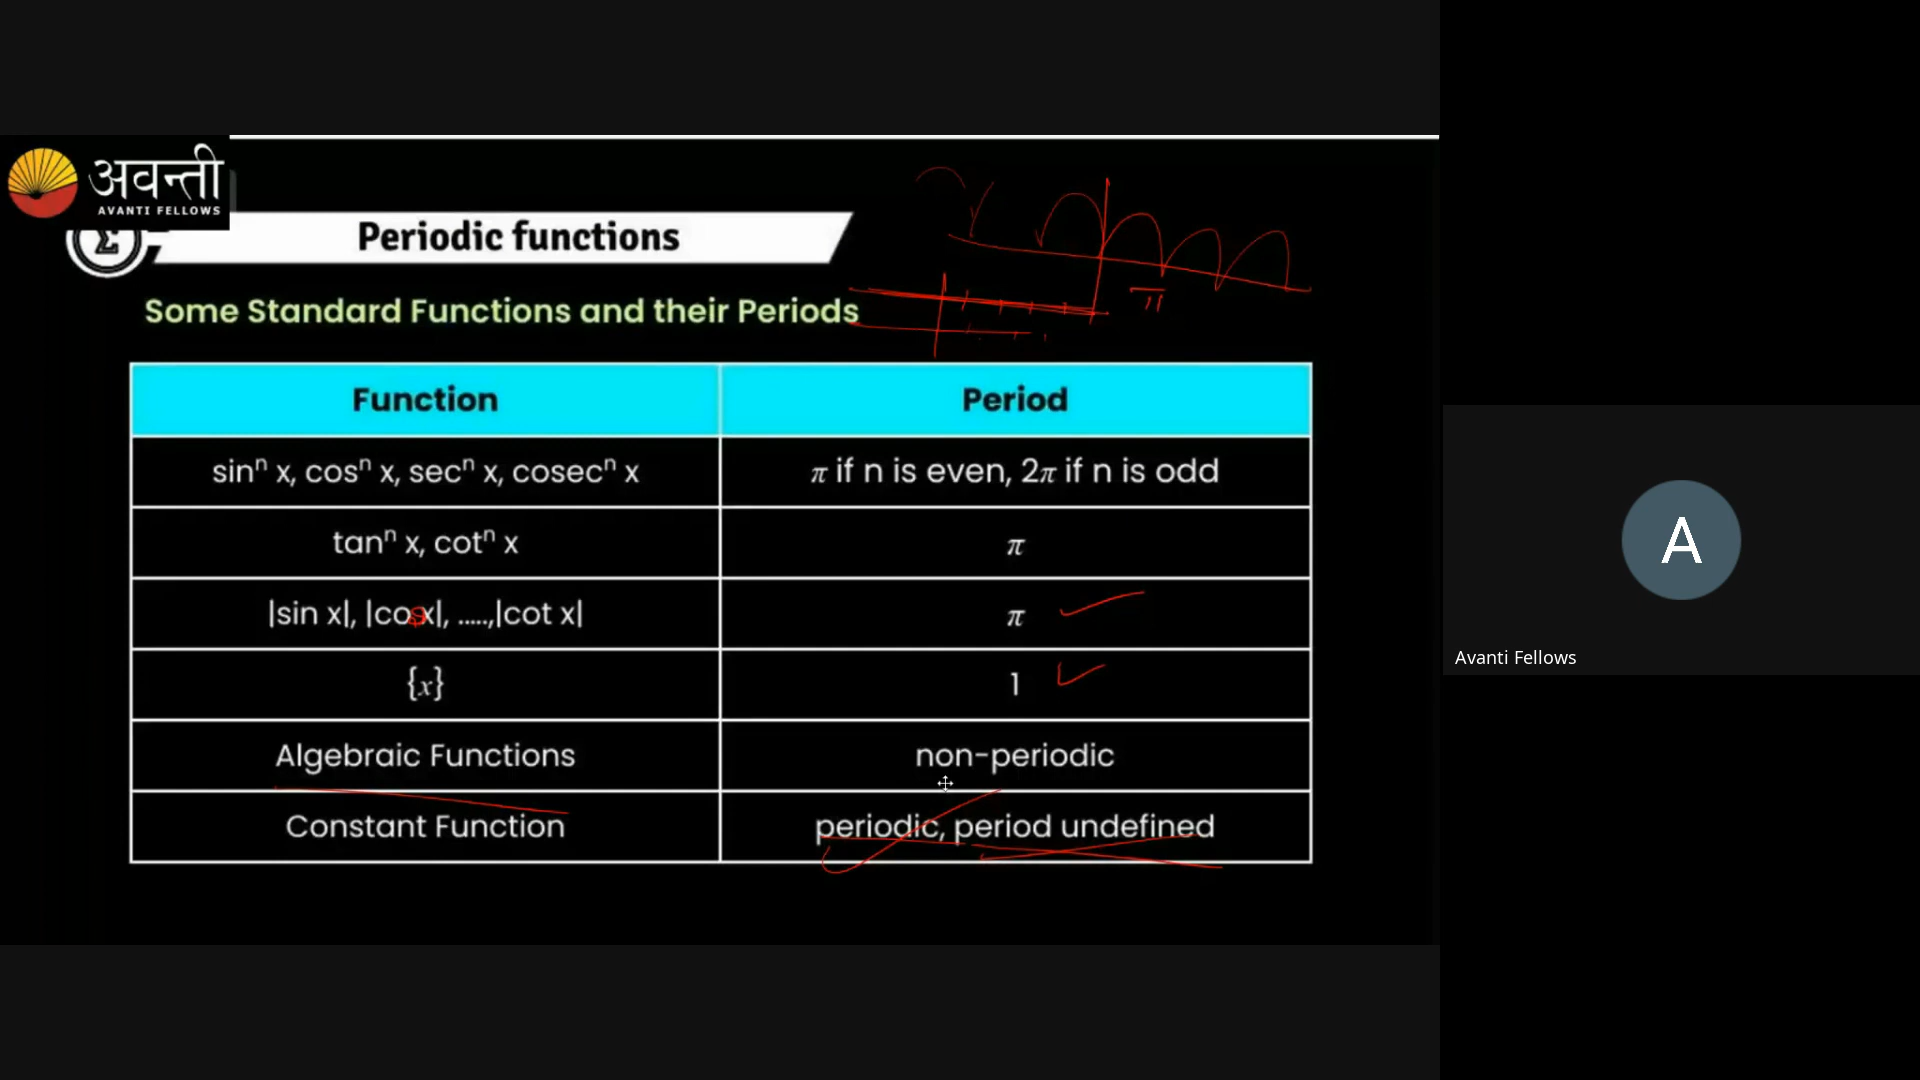 अवन्ती
AVANTI FELLOWS
Σ
Periodic functions
Some Standard Functions and their Periods
π
Function Period
sinⁿ x, cosⁿ x, secⁿ x, cosecⁿ x π if n is even, 2π if n is odd
tanⁿ x, cotⁿ x π
|sin x|, |cosx|, .....,|cot x| π
{x} 1
Algebraic Functions non-periodic
Constant Function periodic, period undefined
A
Avanti Fellows